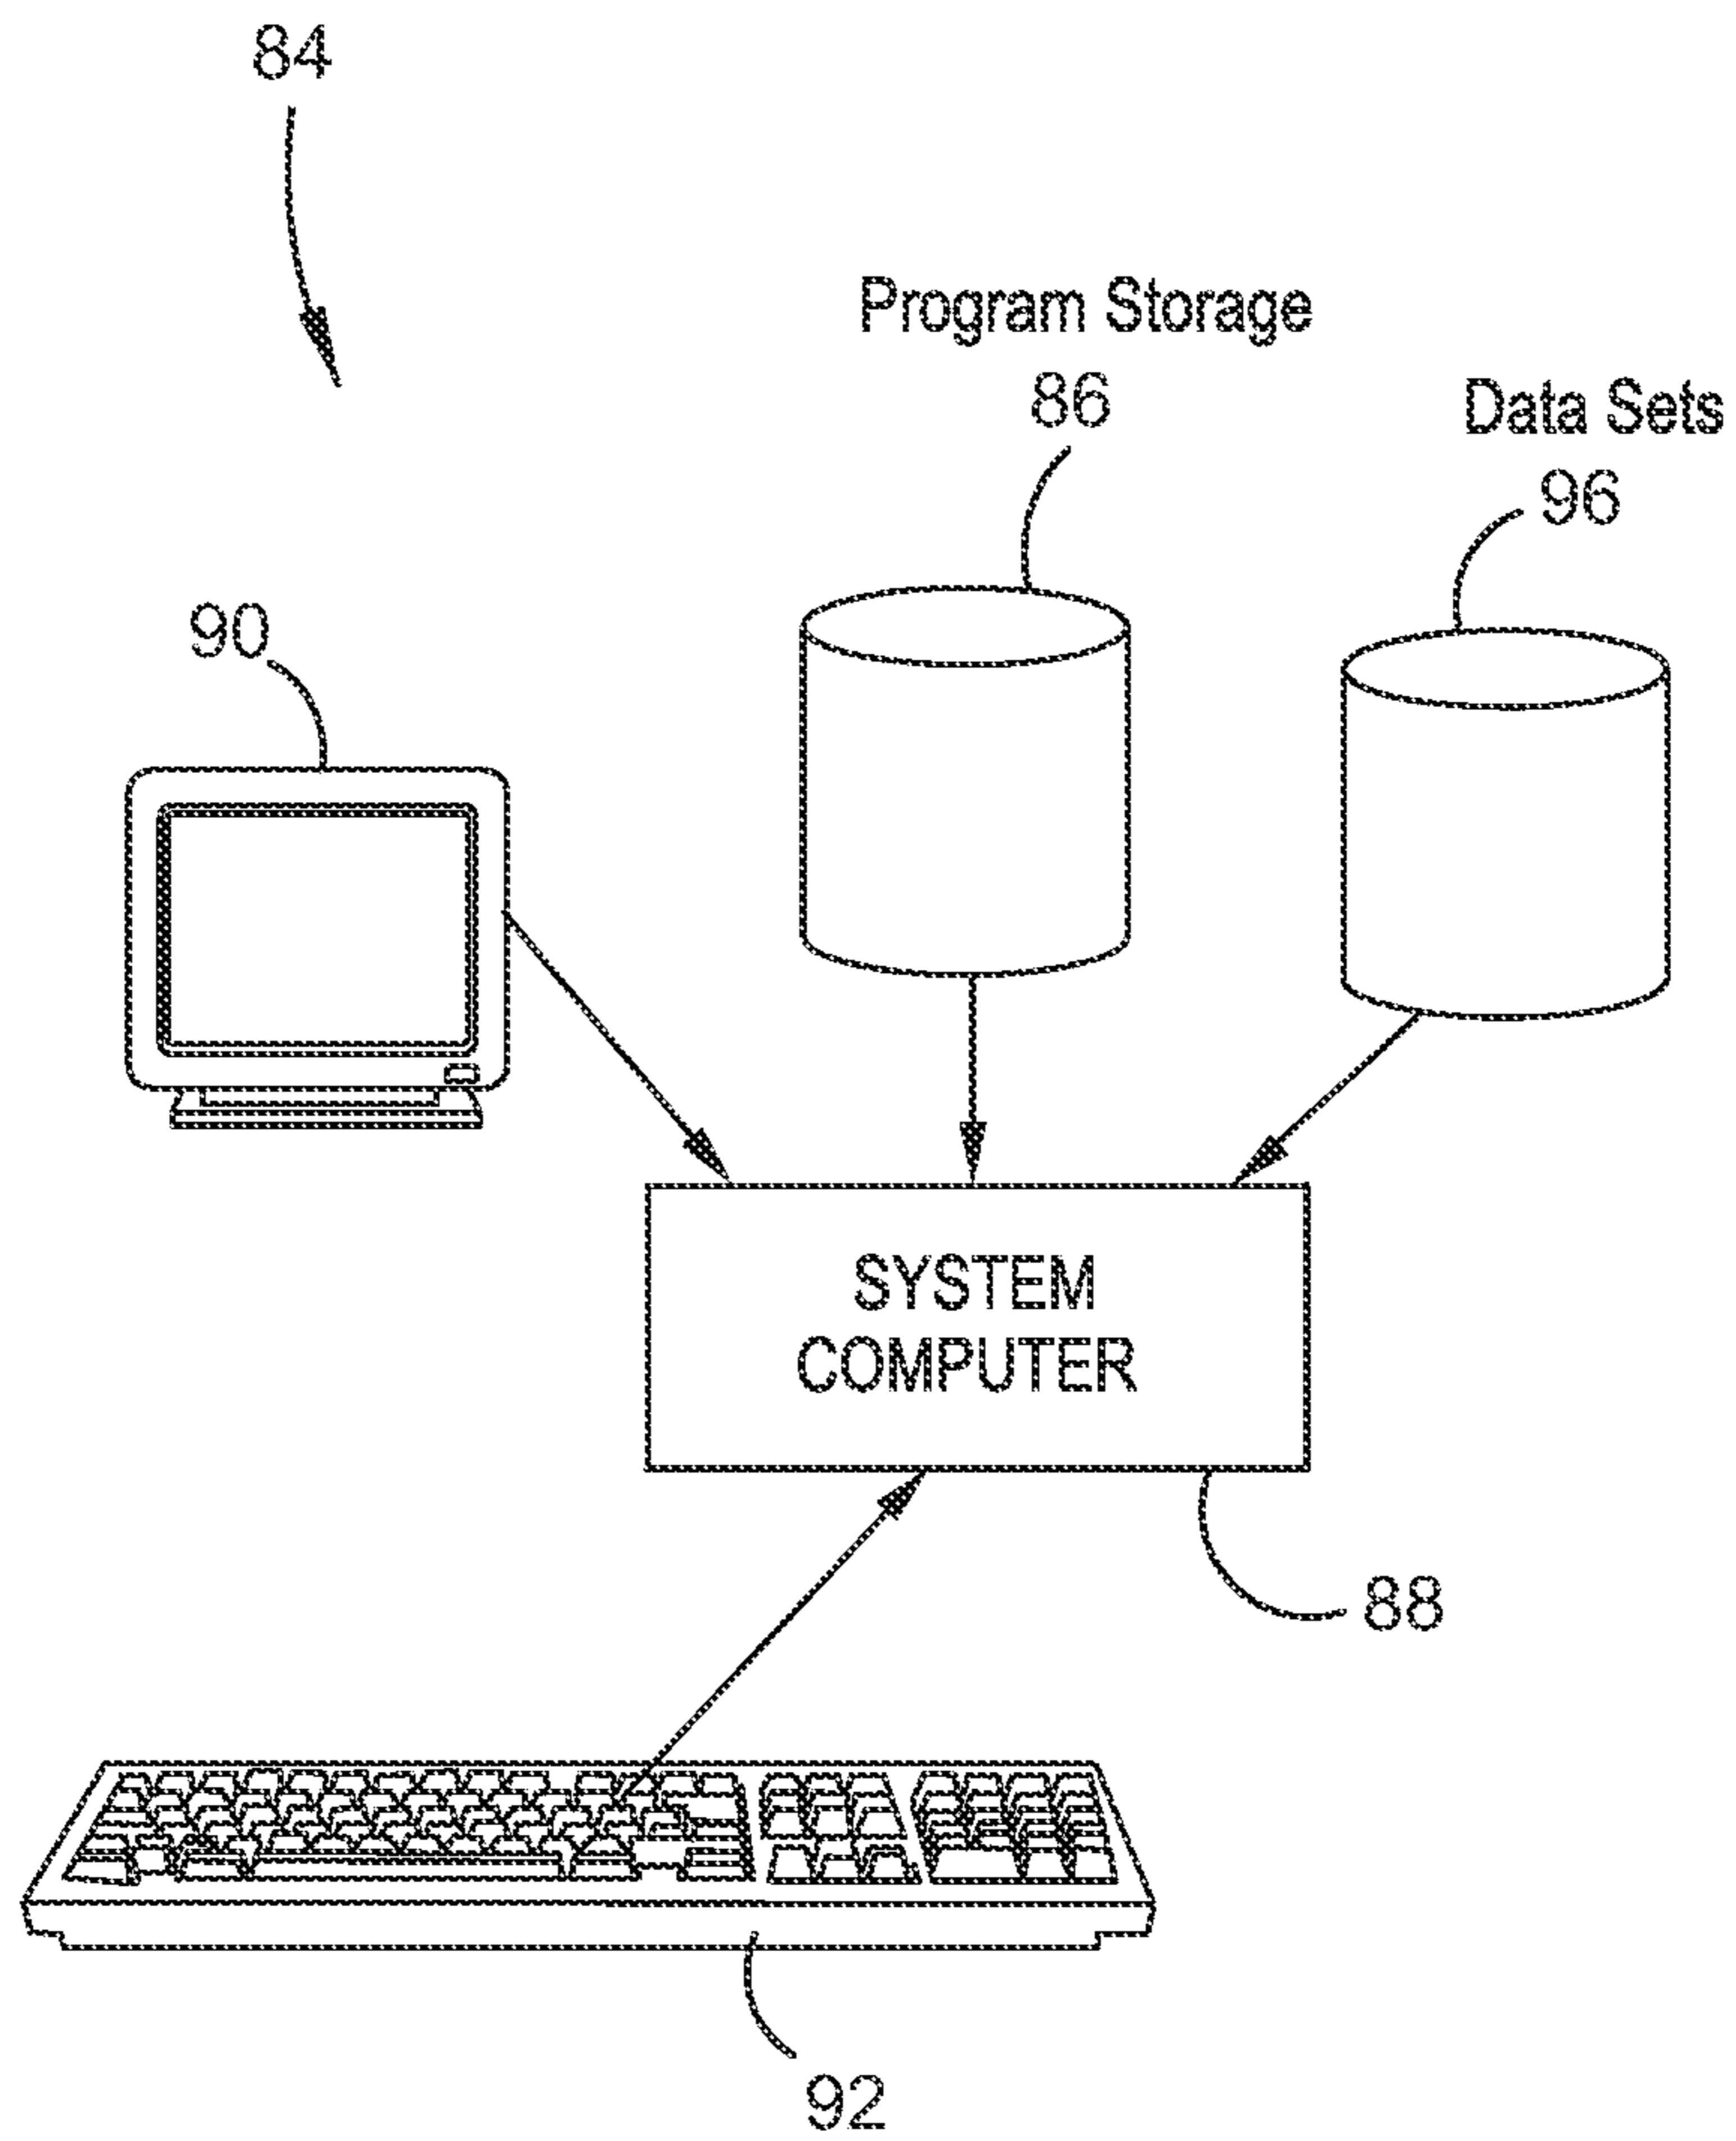 84
Program Storage
86
Data Sets
96
90
SYSTEM
COMPUTER
88
92